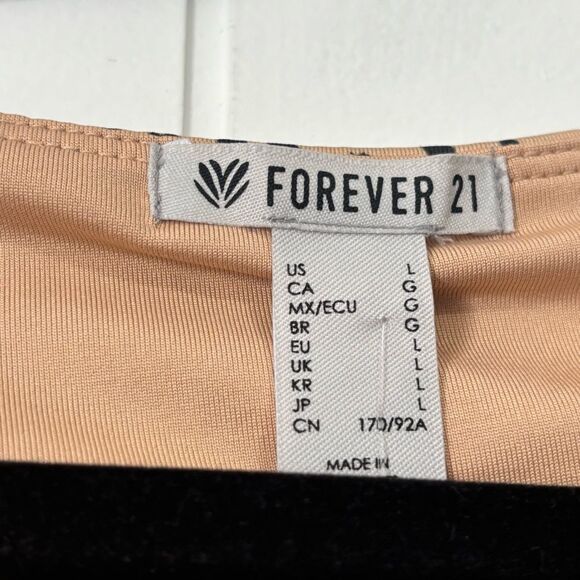 FOREVER 21
US L
CA G
MX/ECU G
BR G
EU L
UK L
KR L
JP L
CN 170/92A
MADE IN